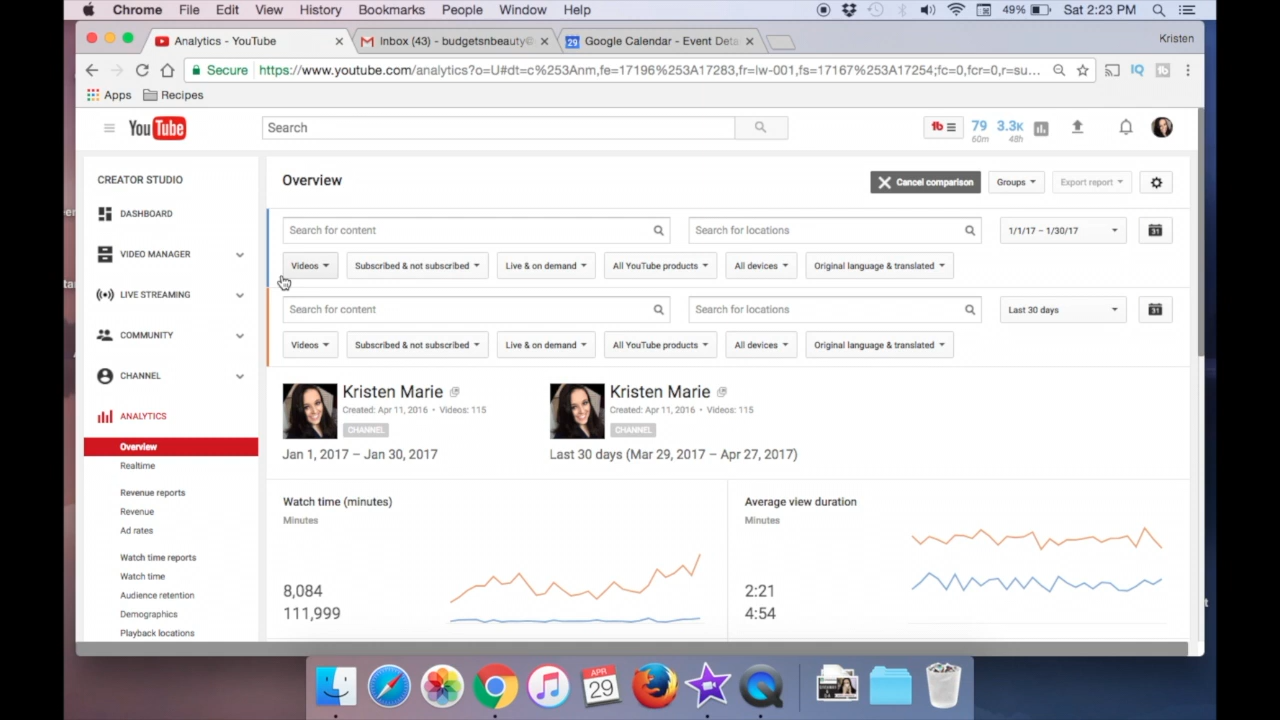 Chrome File Edit View History Bookmarks People Window Help 49% Sat 2:23 PM
Analytics - YouTube Inbox (43) - budgetsnbeauty@ 29 Google Calendar - Event Deta Kristen
Secure https://www.youtube.com/analytics?o=U#dt=c%253Anm,fe=17196%253A17283,fr=lw-001,fs=17167%253A17254;fc=0,fcr=0,r=su... IQ tb
Apps Recipes
YouTube Search tb 79 3.3K
60m 48h
CREATOR STUDIO
DASHBOARD
VIDEO MANAGER
LIVE STREAMING
COMMUNITY
CHANNEL
ANALYTICS
Overview
Realtime
Revenue reports
Revenue
Ad rates
Watch time reports
Watch time
Audience retention
Demographics
Playback locations
Overview Cancel comparison Groups Export report
Search for content Search for locations 1/1/17 – 1/30/17 31
Videos Subscribed & not subscribed Live & on demand All YouTube products All devices Original language & translated
Search for content Search for locations Last 30 days 31
Videos Subscribed & not subscribed Live & on demand All YouTube products All devices Original language & translated
Kristen Marie
Created: Apr 11, 2016 • Videos: 115
CHANNEL
Jan 1, 2017 – Jan 30, 2017
Kristen Marie
Created: Apr 11, 2016 • Videos: 115
CHANNEL
Last 30 days (Mar 29, 2017 – Apr 27, 2017)
Watch time (minutes)
Minutes
8,084
111,999
Average view duration
Minutes
2:21
4:54
APR
29